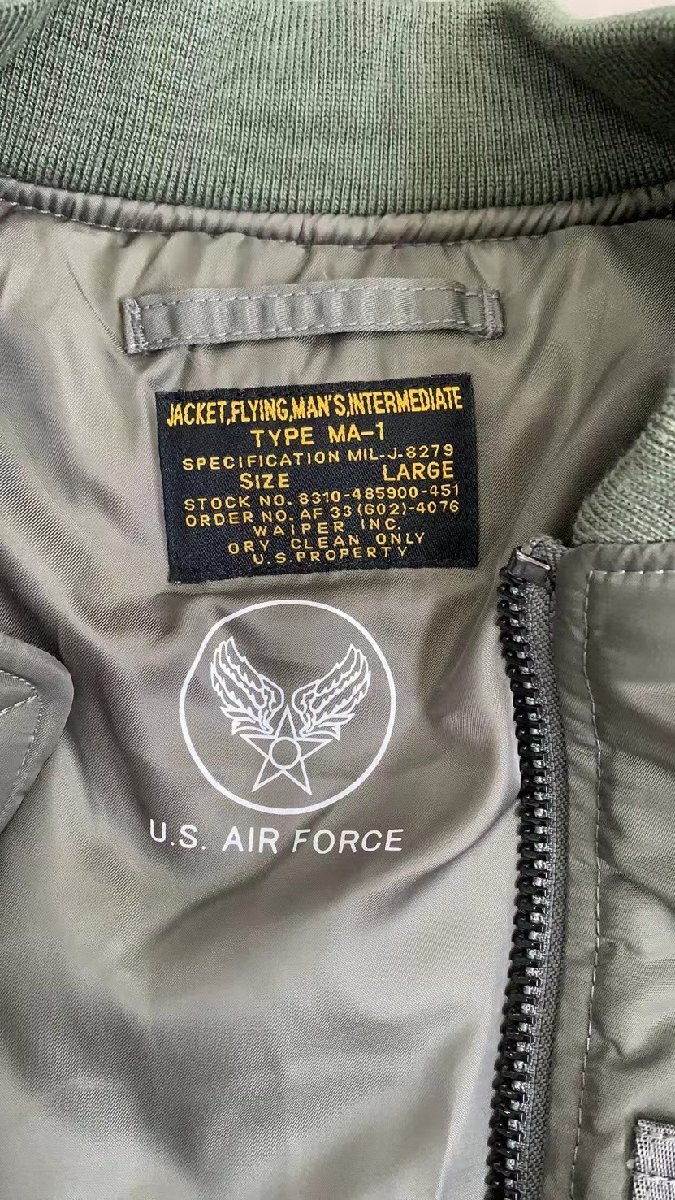 JACKET,FLYING,MAN'S,INTERMEDIATE
TYPE MA-1
SPECIFICATION MIL-J-8279
SIZE LARGE
STOCK NO. 8310-485900-451
ORDER NO. AF 33 (602)-4076
WAIPER INC.
DRY CLEAN ONLY
U.S. PROPERTY
U.S. AIR FORCE